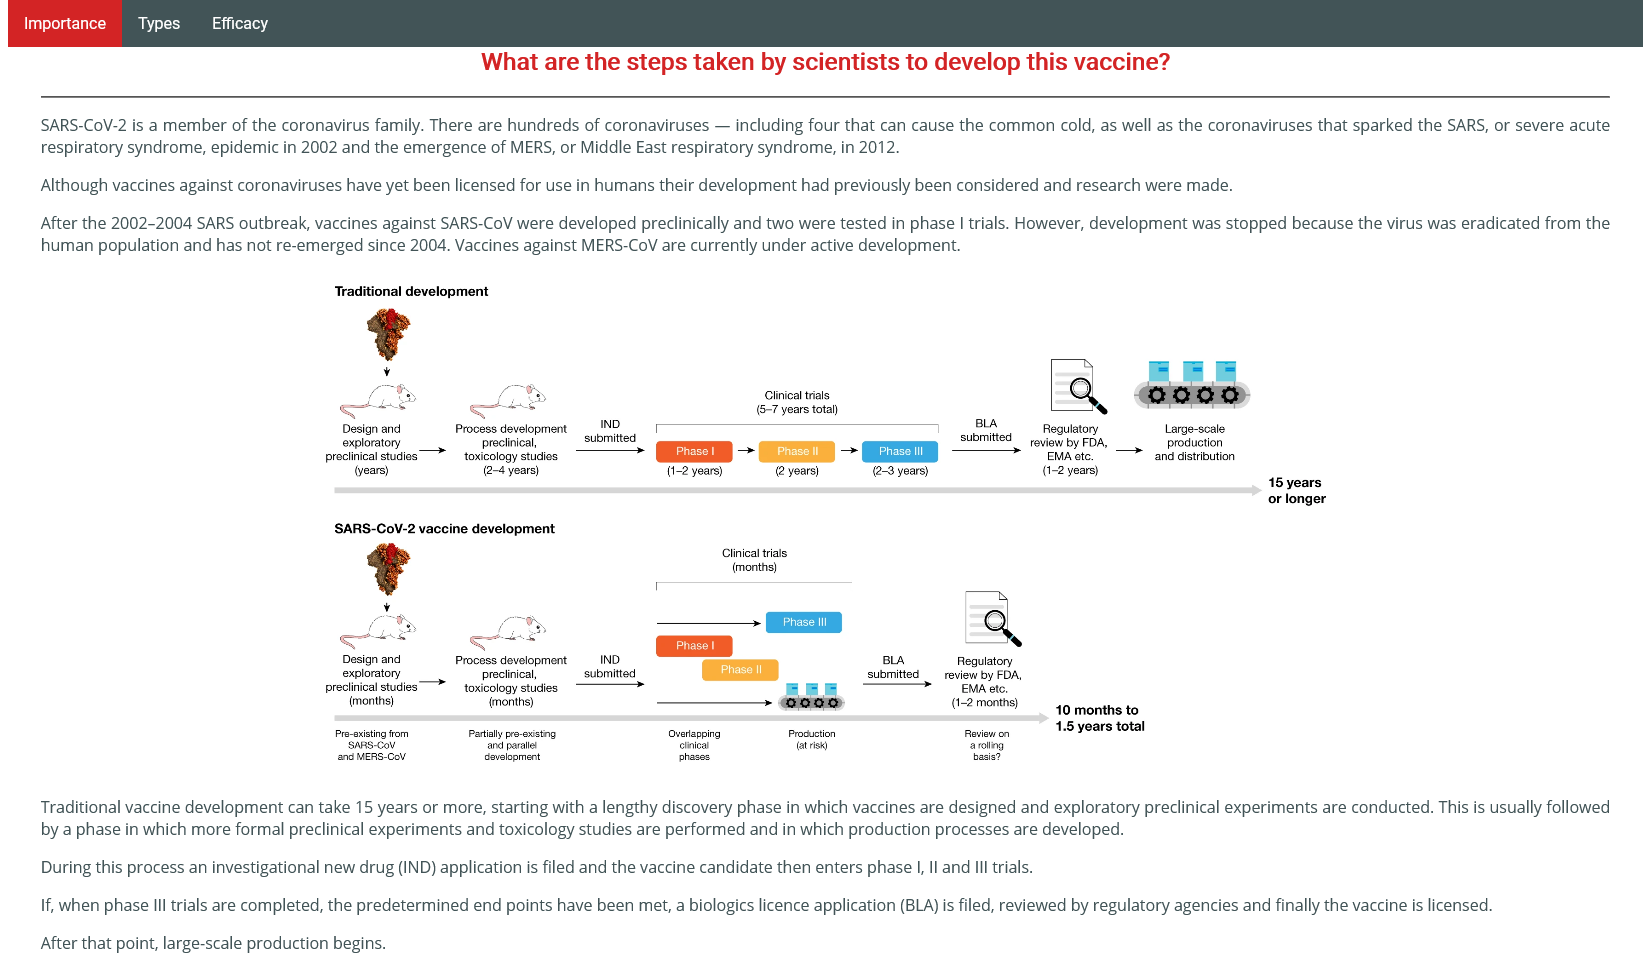 Importance Types Efficacy
What are the steps taken by scientists to develop this vaccine?
SARS-CoV-2 is a member of the coronavirus family. There are hundreds of coronaviruses — including four that can cause the common cold, as well as the coronaviruses that sparked the SARS, or severe acute
respiratory syndrome, epidemic in 2002 and the emergence of MERS, or Middle East respiratory syndrome, in 2012.
Although vaccines against coronaviruses have yet been licensed for use in humans their development had previously been considered and research were made.
After the 2002–2004 SARS outbreak, vaccines against SARS-CoV were developed preclinically and two were tested in phase I trials. However, development was stopped because the virus was eradicated from the
human population and has not re-emerged since 2004. Vaccines against MERS-CoV are currently under active development.
Traditional development
Design and
exploratory
preclinical studies
(years)
Process development
preclinical,
toxicology studies
(2–4 years)
IND
submitted
Clinical trials
(5–7 years total)
Phase I
(1–2 years)
Phase II
(2 years)
Phase III
(2–3 years)
BLA
submitted
Regulatory
review by FDA,
EMA etc.
(1–2 years)
Large-scale
production
and distribution
15 years
or longer
SARS-CoV-2 vaccine development
Design and
exploratory
preclinical studies
(months)
Process development
preclinical,
toxicology studies
(months)
IND
submitted
Clinical trials
(months)
Phase III
Phase I
Phase II
BLA
submitted
Regulatory
review by FDA,
EMA etc.
(1–2 months)
10 months to
1.5 years total
Pre-existing from
SARS-CoV
and MERS-CoV
Partially pre-existing
and parallel
development
Overlapping
clinical
phases
Production
(at risk)
Review on
a rolling
basis?
Traditional vaccine development can take 15 years or more, starting with a lengthy discovery phase in which vaccines are designed and exploratory preclinical experiments are conducted. This is usually followed
by a phase in which more formal preclinical experiments and toxicology studies are performed and in which production processes are developed.
During this process an investigational new drug (IND) application is filed and the vaccine candidate then enters phase I, II and III trials.
If, when phase III trials are completed, the predetermined end points have been met, a biologics licence application (BLA) is filed, reviewed by regulatory agencies and finally the vaccine is licensed.
After that point, large-scale production begins.